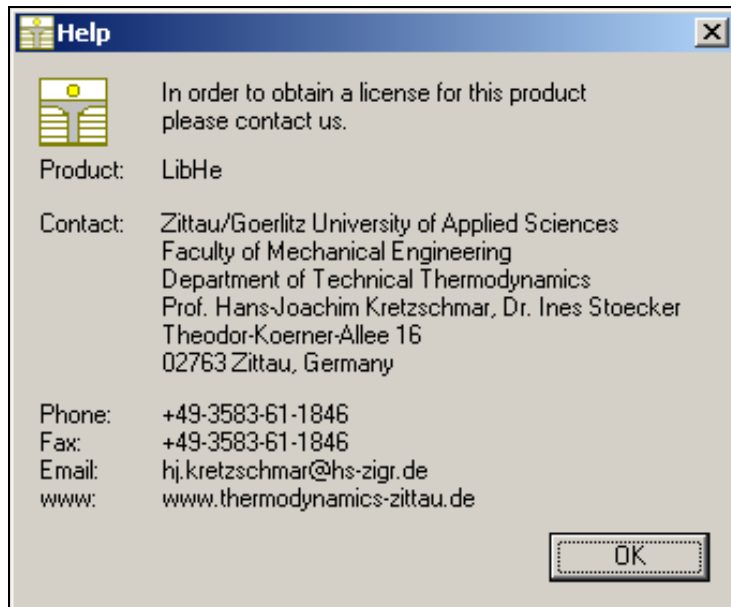 Help
In order to obtain a license for this product
please contact us.
Product: LibHe
Contact: Zittau/Goerlitz University of Applied Sciences
Faculty of Mechanical Engineering
Department of Technical Thermodynamics
Prof. Hans-Joachim Kretzschmar, Dr. Ines Stoecker
Theodor-Koerner-Allee 16
02763 Zittau, Germany
Phone: +49-3583-61-1846
Fax: +49-3583-61-1846
Email: hj.kretzschmar@hs-zigr.de
www: www.thermodynamics-zittau.de
OK